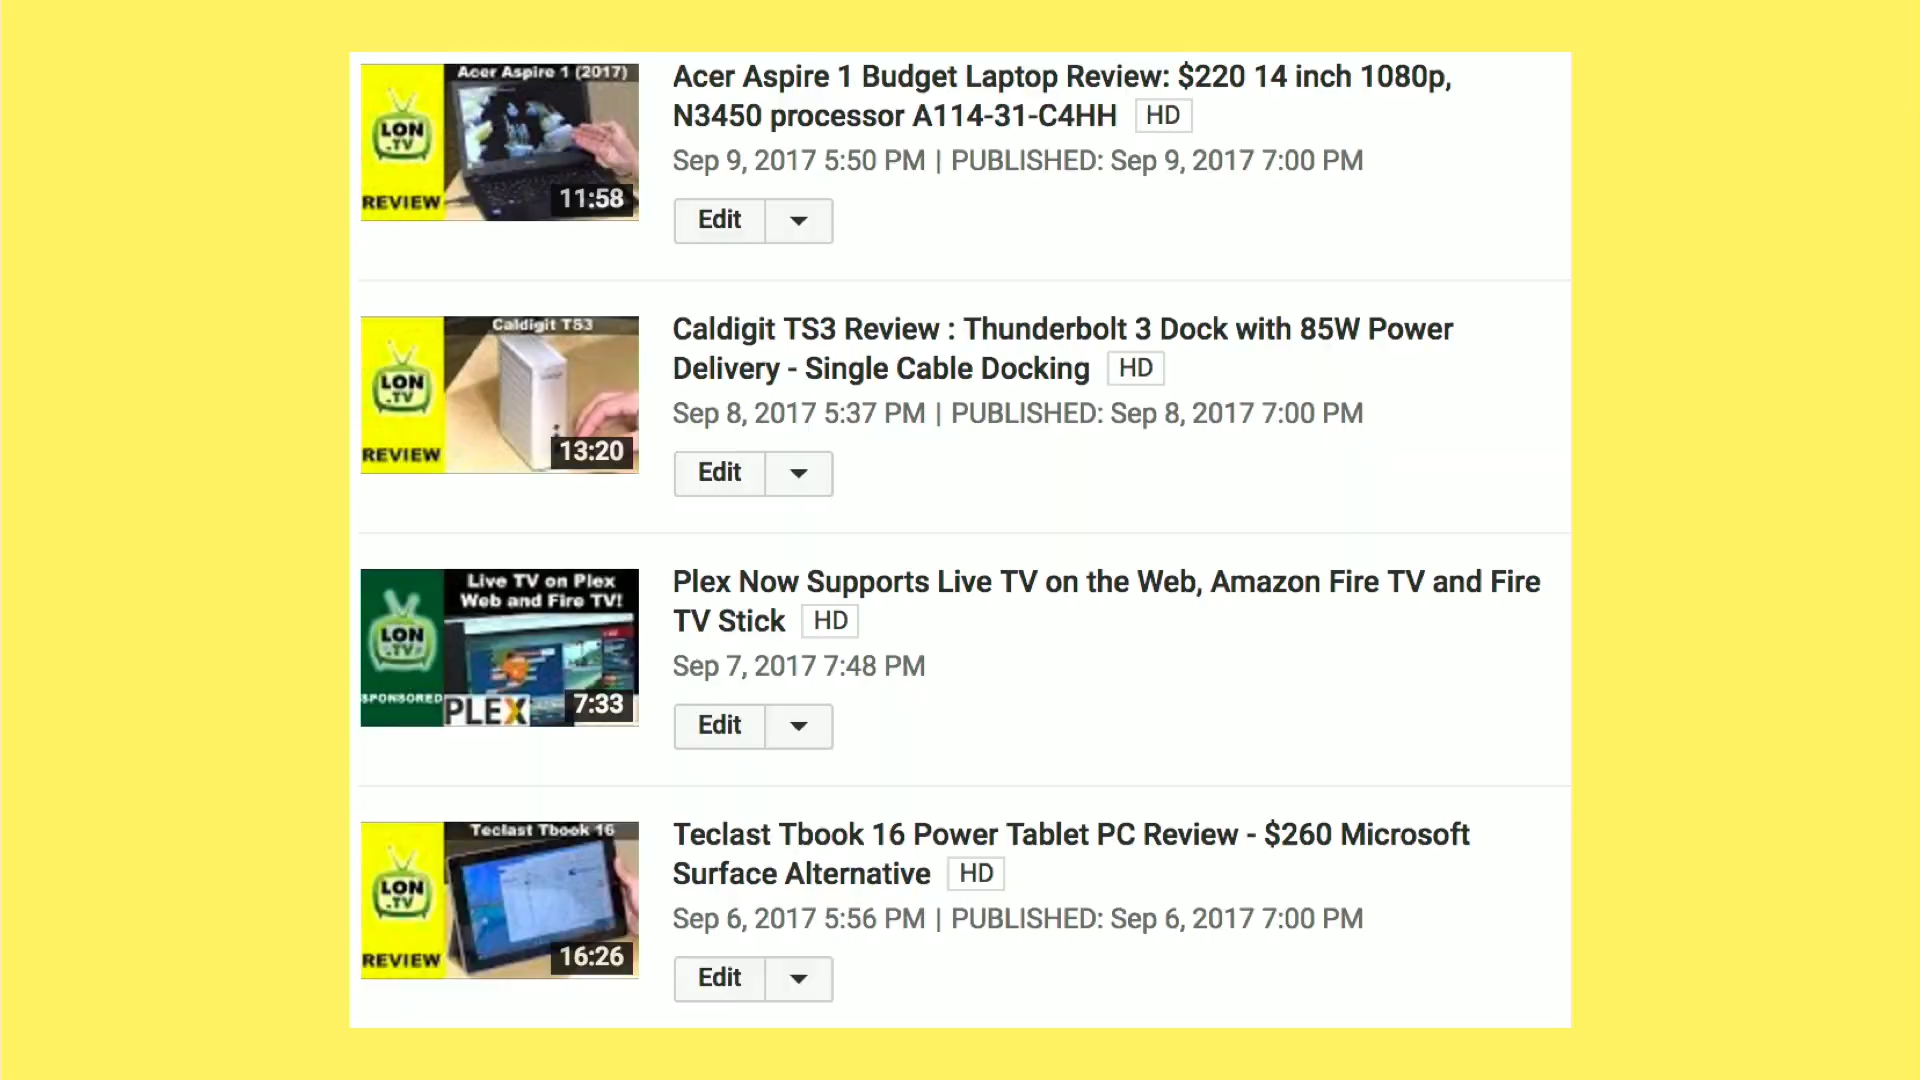 Acer Aspire 1 (2017)
LON
.TV
REVIEW
11:58
Acer Aspire 1 Budget Laptop Review: $220 14 inch 1080p,
N3450 processor A114-31-C4HH HD
Sep 9, 2017 5:50 PM | PUBLISHED: Sep 9, 2017 7:00 PM
Edit
Caldigit TS3
LON
.TV
REVIEW
13:20
Caldigit TS3 Review : Thunderbolt 3 Dock with 85W Power
Delivery - Single Cable Docking HD
Sep 8, 2017 5:37 PM | PUBLISHED: Sep 8, 2017 7:00 PM
Edit
Live TV on Plex
Web and Fire TV!
LON
.TV
SPONSORED
PLEX
7:33
Plex Now Supports Live TV on the Web, Amazon Fire TV and Fire
TV Stick HD
Sep 7, 2017 7:48 PM
Edit
Teclast Tbook 16
LON
.TV
REVIEW
16:26
Teclast Tbook 16 Power Tablet PC Review - $260 Microsoft
Surface Alternative HD
Sep 6, 2017 5:56 PM | PUBLISHED: Sep 6, 2017 7:00 PM
Edit